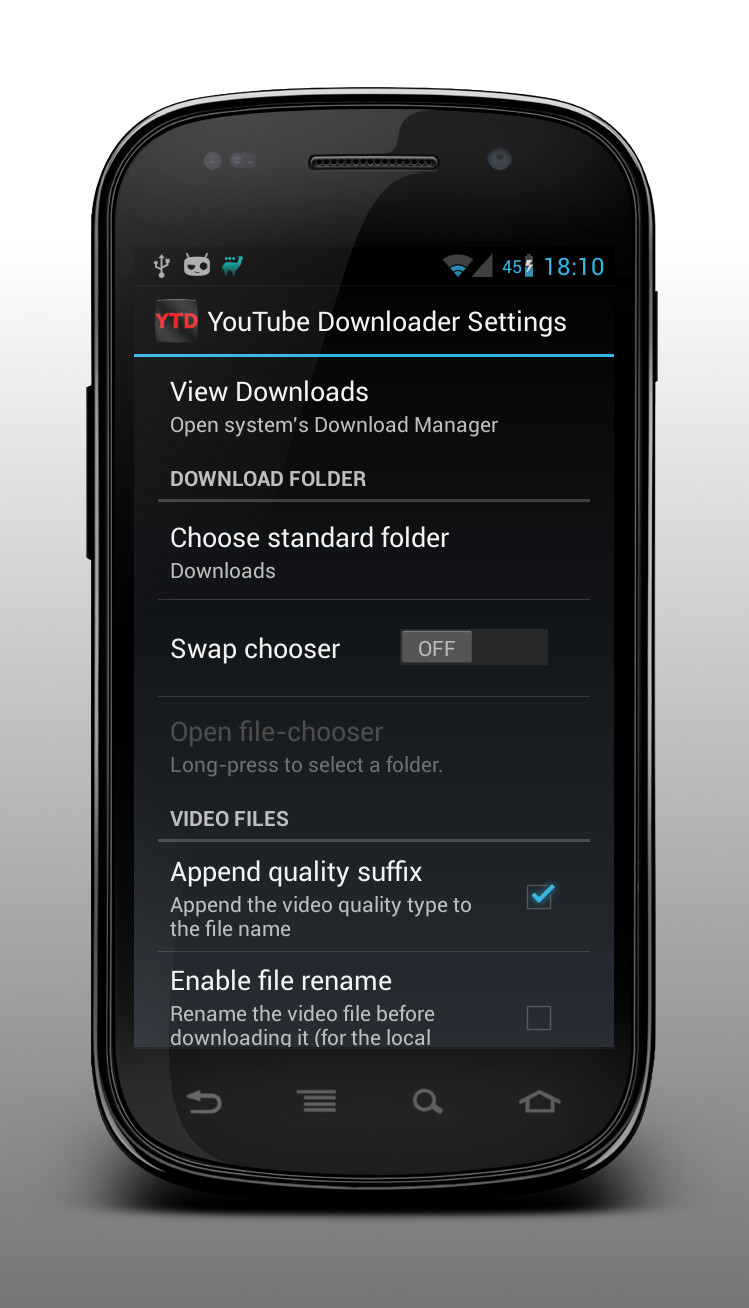 45 18:10
YTD YouTube Downloader Settings
View Downloads
Open system's Download Manager
DOWNLOAD FOLDER
Choose standard folder
Downloads
Swap chooser OFF
Open file-chooser
Long-press to select a folder.
VIDEO FILES
Append quality suffix
Append the video quality type to
the file name
Enable file rename
Rename the video file before
downloading it (for the local